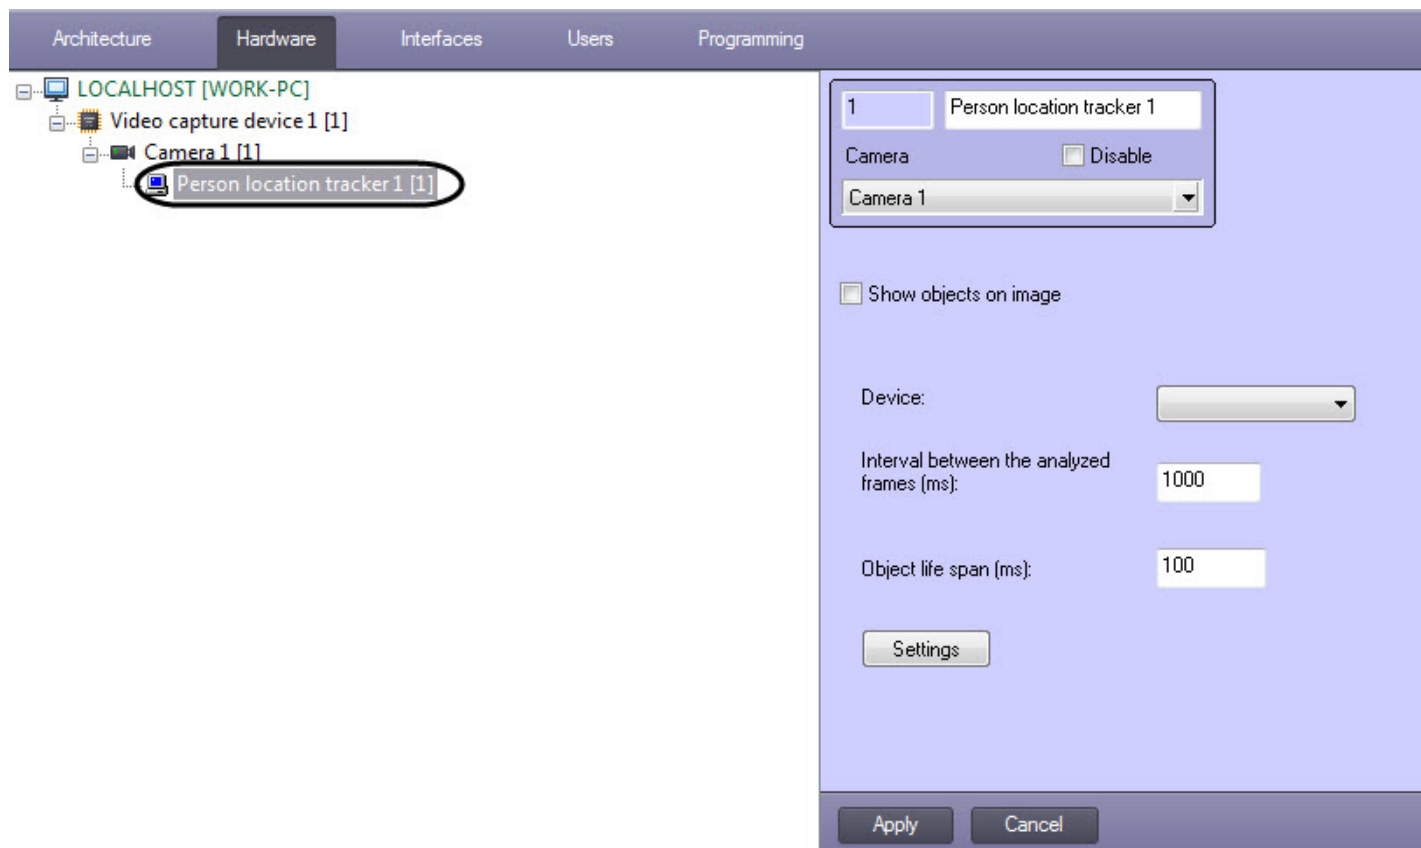 Architecture Hardware Interfaces Users Programming
LOCALHOST [WORK-PC]
Video capture device 1 [1]
Camera 1 [1]
Person location tracker 1 [1]
1 Person location tracker 1
Camera Disable
Camera 1
Show objects on image
Device:
Interval between the analyzed
frames (ms): 1000
Object life span (ms): 100
Settings
Apply Cancel